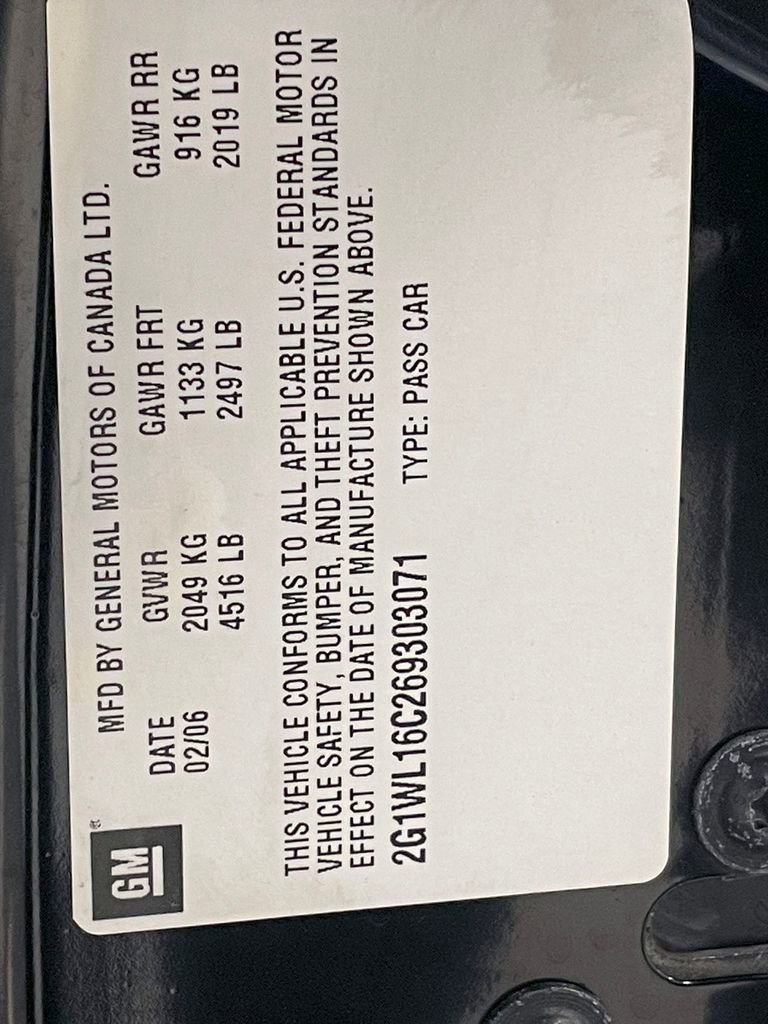 GM ®
MFD BY GENERAL MOTORS OF CANADA LTD.
DATE GVWR GAWR FRT GAWR RR
02/06 2049 KG 1133 KG 916 KG
4516 LB 2497 LB 2019 LB
THIS VEHICLE CONFORMS TO ALL APPLICABLE U.S. FEDERAL MOTOR
VEHICLE SAFETY, BUMPER, AND THEFT PREVENTION STANDARDS IN
EFFECT ON THE DATE OF MANUFACTURE SHOWN ABOVE.
2G1WL16C269303071 TYPE: PASS CAR